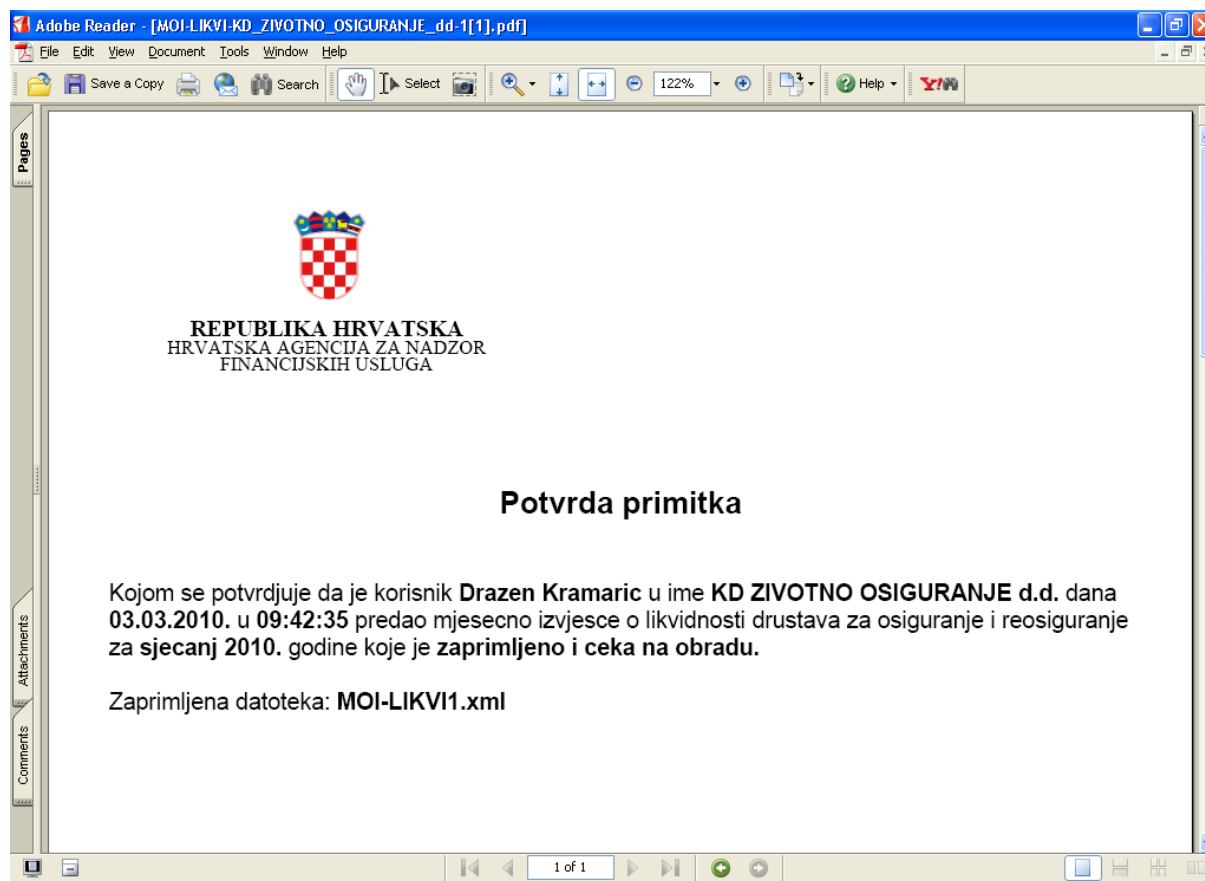 Adobe Reader - [MOI-LIKVI-KD_ZIVOTNO_OSIGURANJE_dd-1[1].pdf]
File Edit View Document Tools Window Help
Save a Copy Search Select 122% Help Y!
Pages
REPUBLIKA HRVATSKA
HRVATSKA AGENCIJA ZA NADZOR
FINANCIJSKIH USLUGA
Potvrda primitka
Kojom se potvrdjuje da je korisnik Drazen Kramaric u ime KD ZIVOTNO OSIGURANJE d.d. dana
03.03.2010. u 09:42:35 predao mjesecno izvjesce o likvidnosti drustava za osiguranje i reosiguranje
za sjecanj 2010. godine koje je zaprimljeno i ceka na obradu.
Zaprimljena datoteka: MOI-LIKVI1.xml
Attachments
Comments
1 of 1